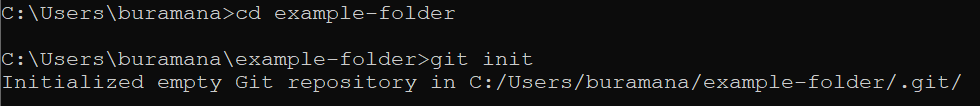 C:\Users\buramana>cd example-folder
C:\Users\buramana\example-folder>git init
Initialized empty Git repository in C:/Users/buramana/example-folder/.git/